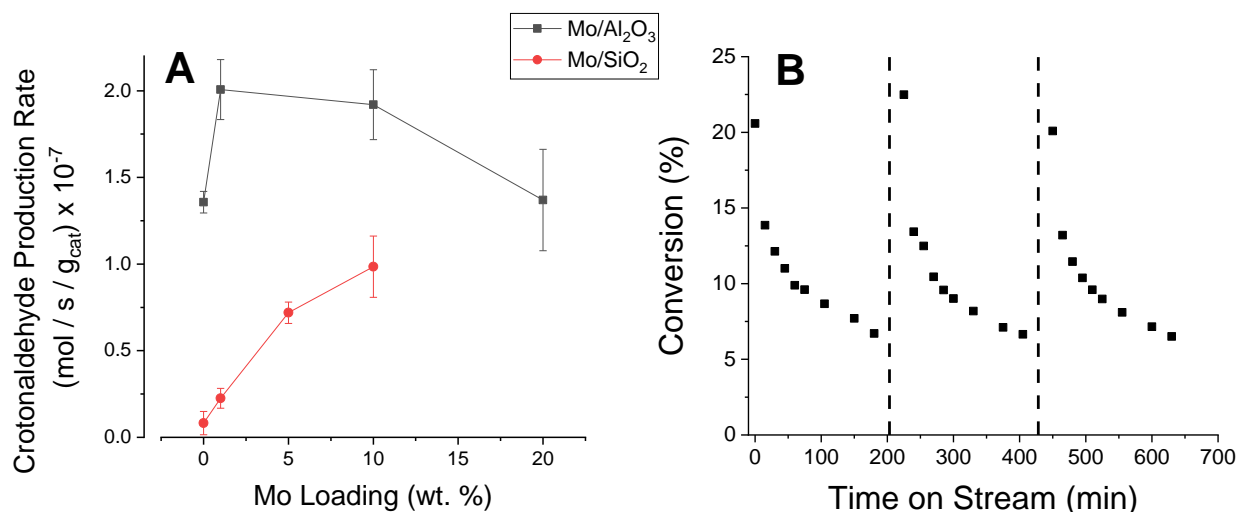 Mo/Al₂O₃
Mo/SiO₂
A
2.0
1.5
1.0
0.5
0.0
0
5
10
15
20
Mo Loading (wt. %)
Crotonaldehyde Production Rate
(mol / s / g_cat) x 10⁻⁷
B
25
20
15
10
5
0
0
100
200
300
400
500
600
700
Time on Stream (min)
Conversion (%)